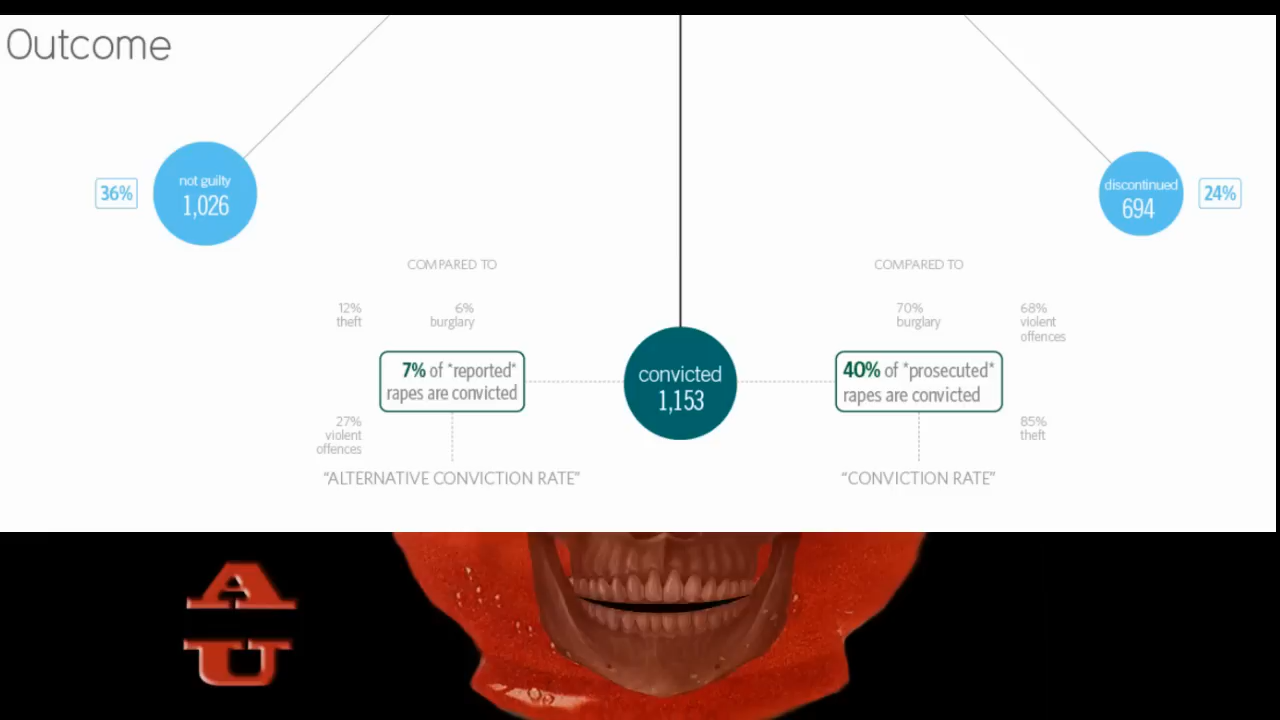 Outcome
36%
not guilty
1,026
discontinued
694
24%
COMPARED TO
12%
theft
6%
burglary
7% of *reported*
rapes are convicted
27%
violent
offences
"ALTERNATIVE CONVICTION RATE"
convicted
1,153
COMPARED TO
70%
burglary
68%
violent
offences
40% of *prosecuted*
rapes are convicted
85%
theft
"CONVICTION RATE"
A
U